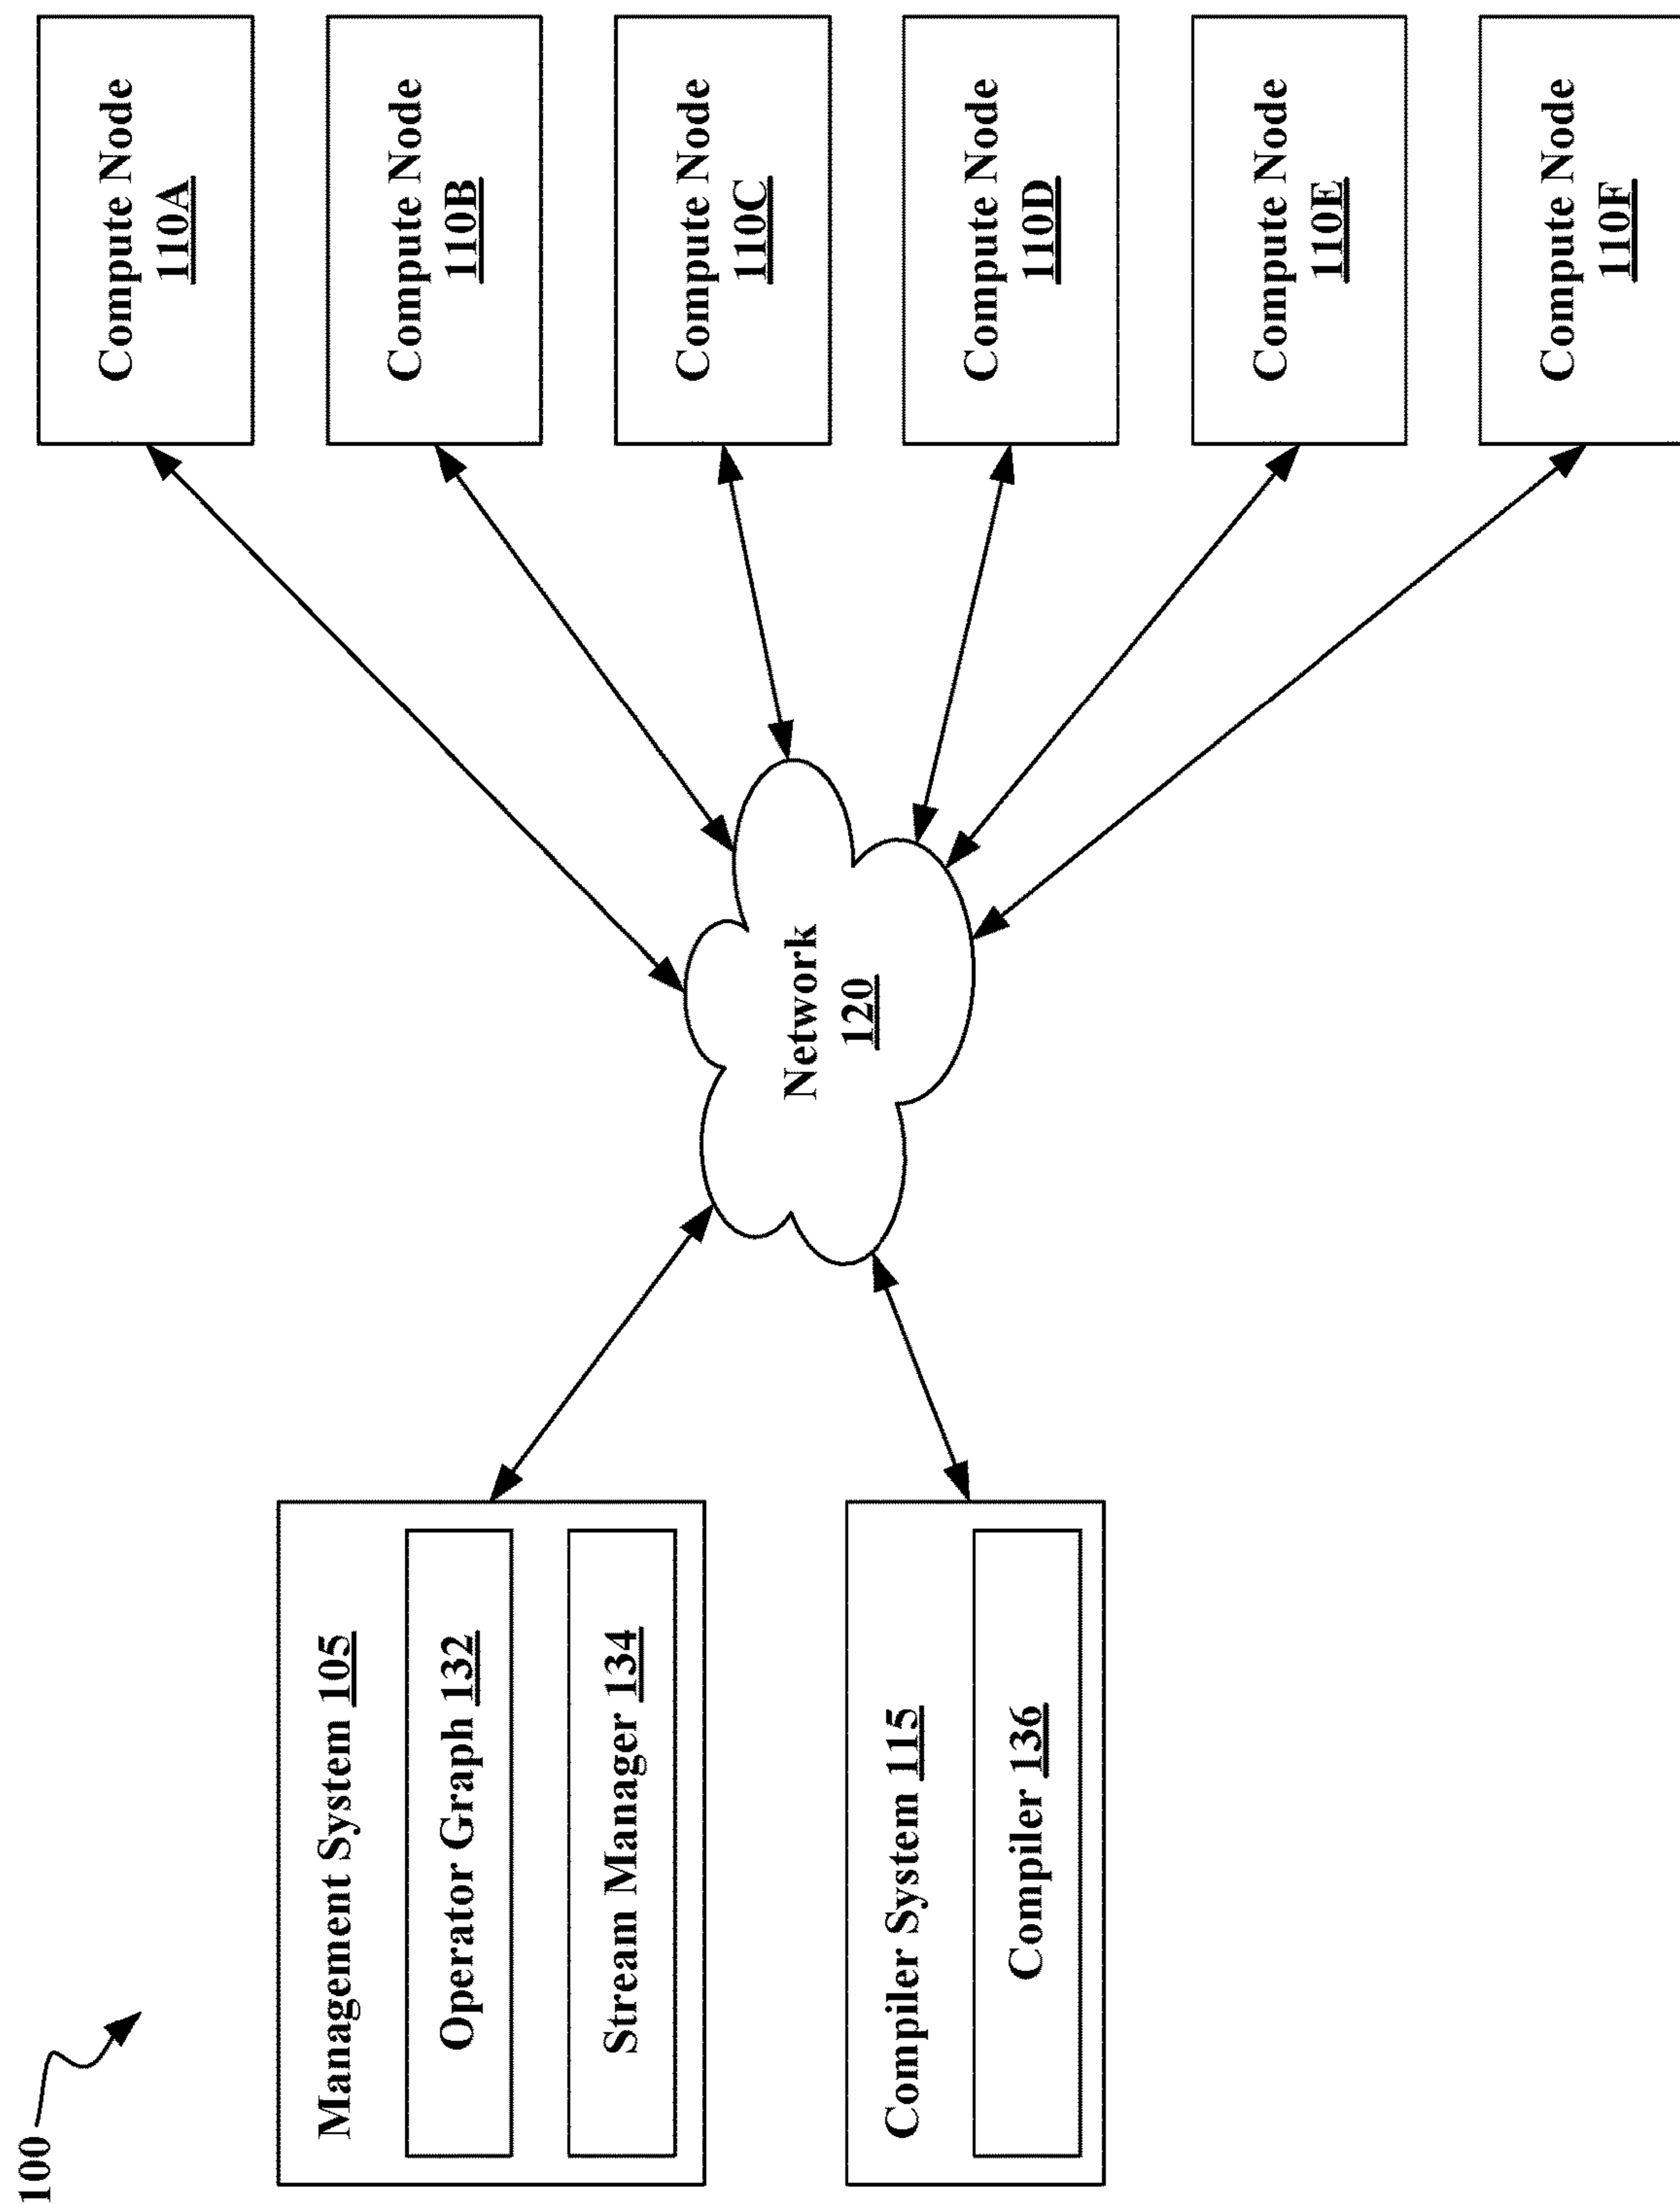 100
Management System 105
Operator Graph 132
Stream Manager 134
Compiler System 115
Compiler 136
Network
120
Compute Node
110A
Compute Node
110B
Compute Node
110C
Compute Node
110D
Compute Node
110E
Compute Node
110F